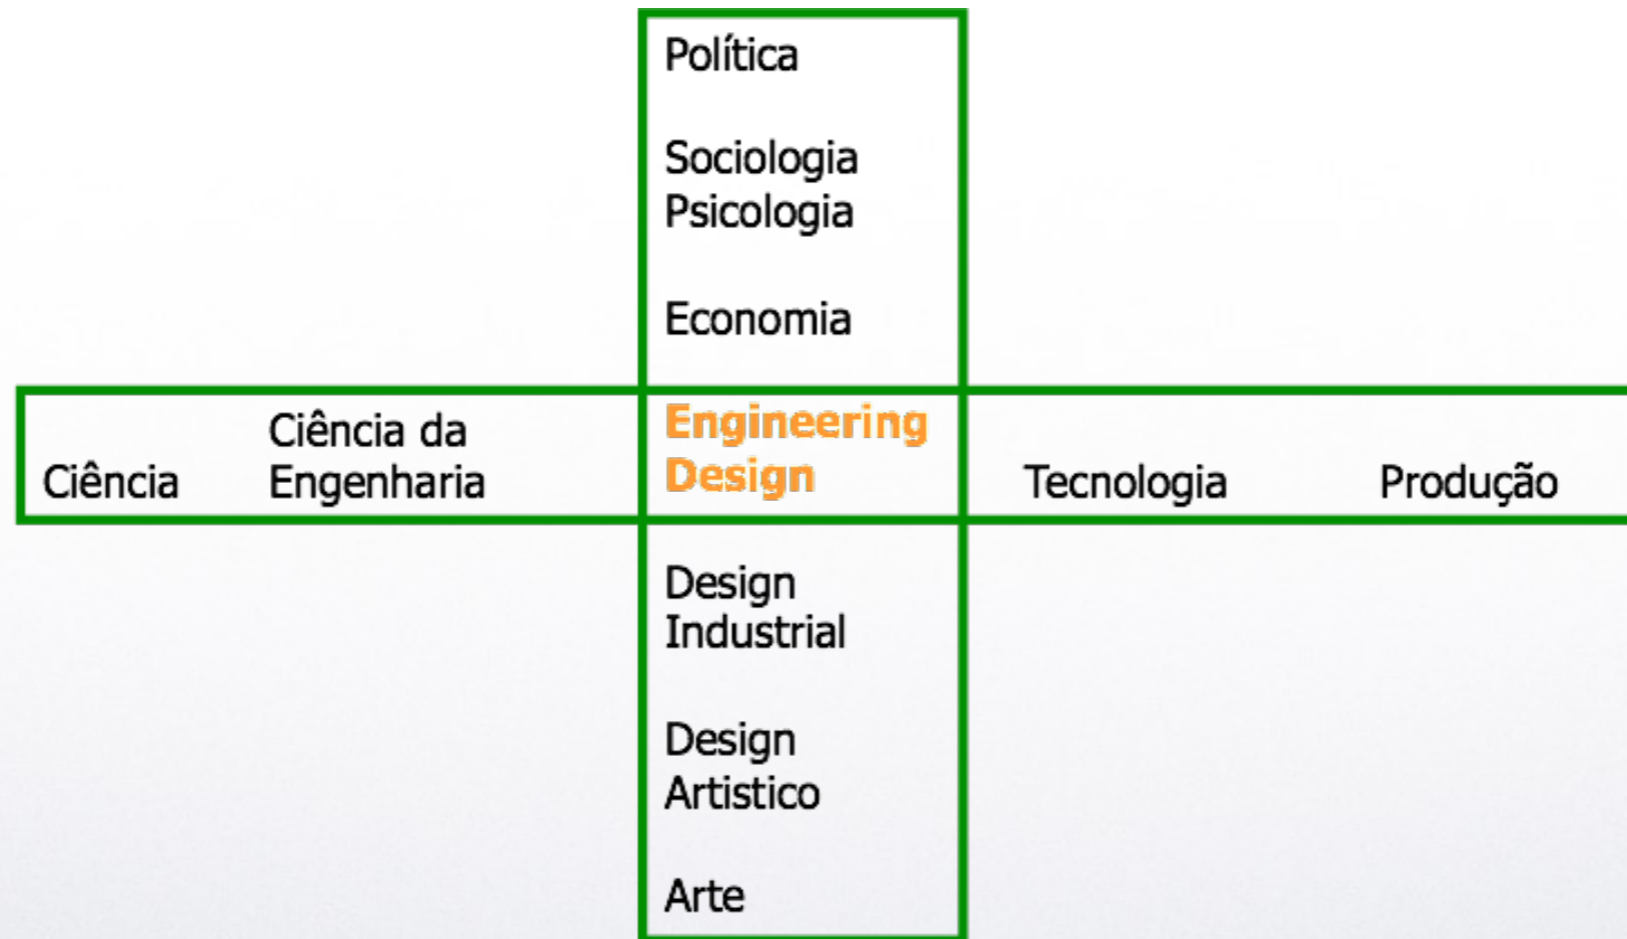 Política
Sociologia
Psicologia
Economia
Ciência
Ciência da
Engenharia
Engineering
Design
Tecnologia
Produção
Design
Industrial
Design
Artistico
Arte